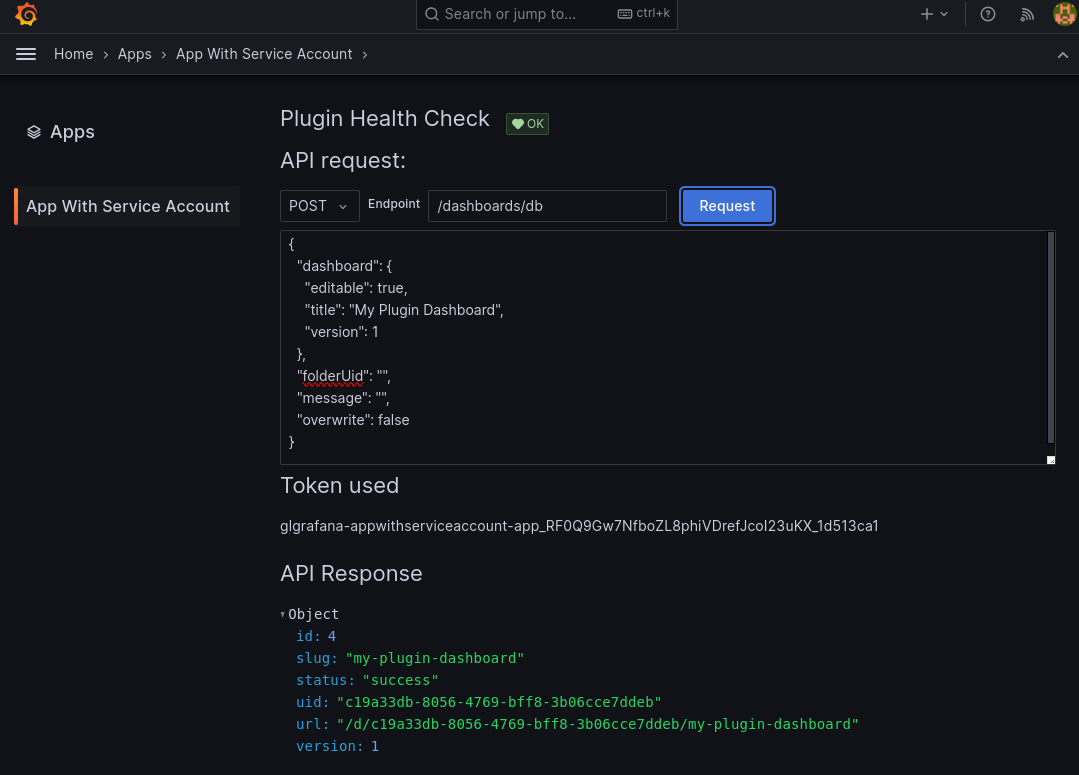 Search or jump to... ctrl+k
Home › Apps › App With Service Account ›
Apps
App With Service Account
Plugin Health Check OK
API request:
POST Endpoint /dashboards/db Request
{
"dashboard": {
"editable": true,
"title": "My Plugin Dashboard",
"version": 1
},
"folderUid": "",
"message": "",
"overwrite": false
}
Token used
glgrafana-appwithserviceaccount-app_RF0Q9Gw7NfboZL8phiVDrefJcoI23uKX_1d513ca1
API Response
Object
id: 4
slug: "my-plugin-dashboard"
status: "success"
uid: "c19a33db-8056-4769-bff8-3b06cce7ddeb"
url: "/d/c19a33db-8056-4769-bff8-3b06cce7ddeb/my-plugin-dashboard"
version: 1